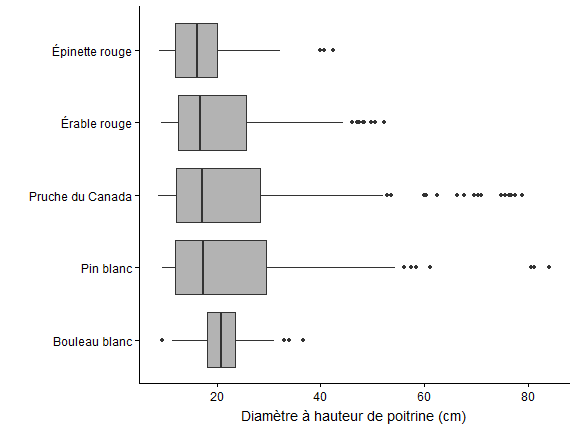 Épinette rouge
Érable rouge
Pruche du Canada
Pin blanc
Bouleau blanc
20 40 60 80
Diamètre à hauteur de poitrine (cm)